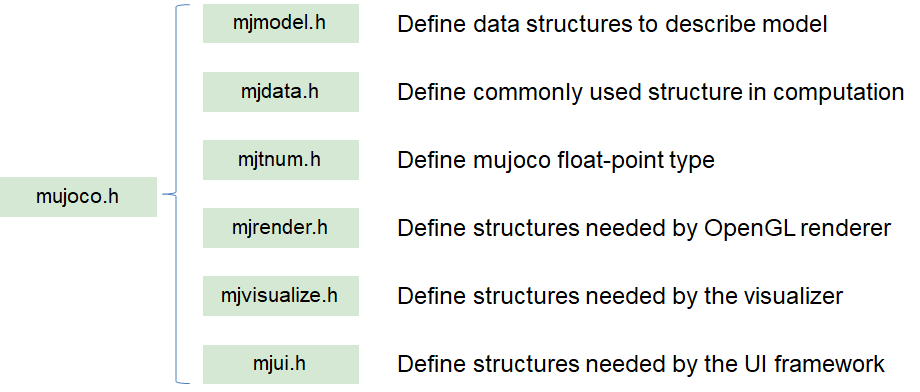 mjmodel.h Define data structures to describe model
mjdata.h Define commonly used structure in computation
mjtnum.h Define mujoco float-point type
mujoco.h
mjrender.h Define structures needed by OpenGL renderer
mjvisualize.h Define structures needed by the visualizer
mjui.h Define structures needed by the UI framework